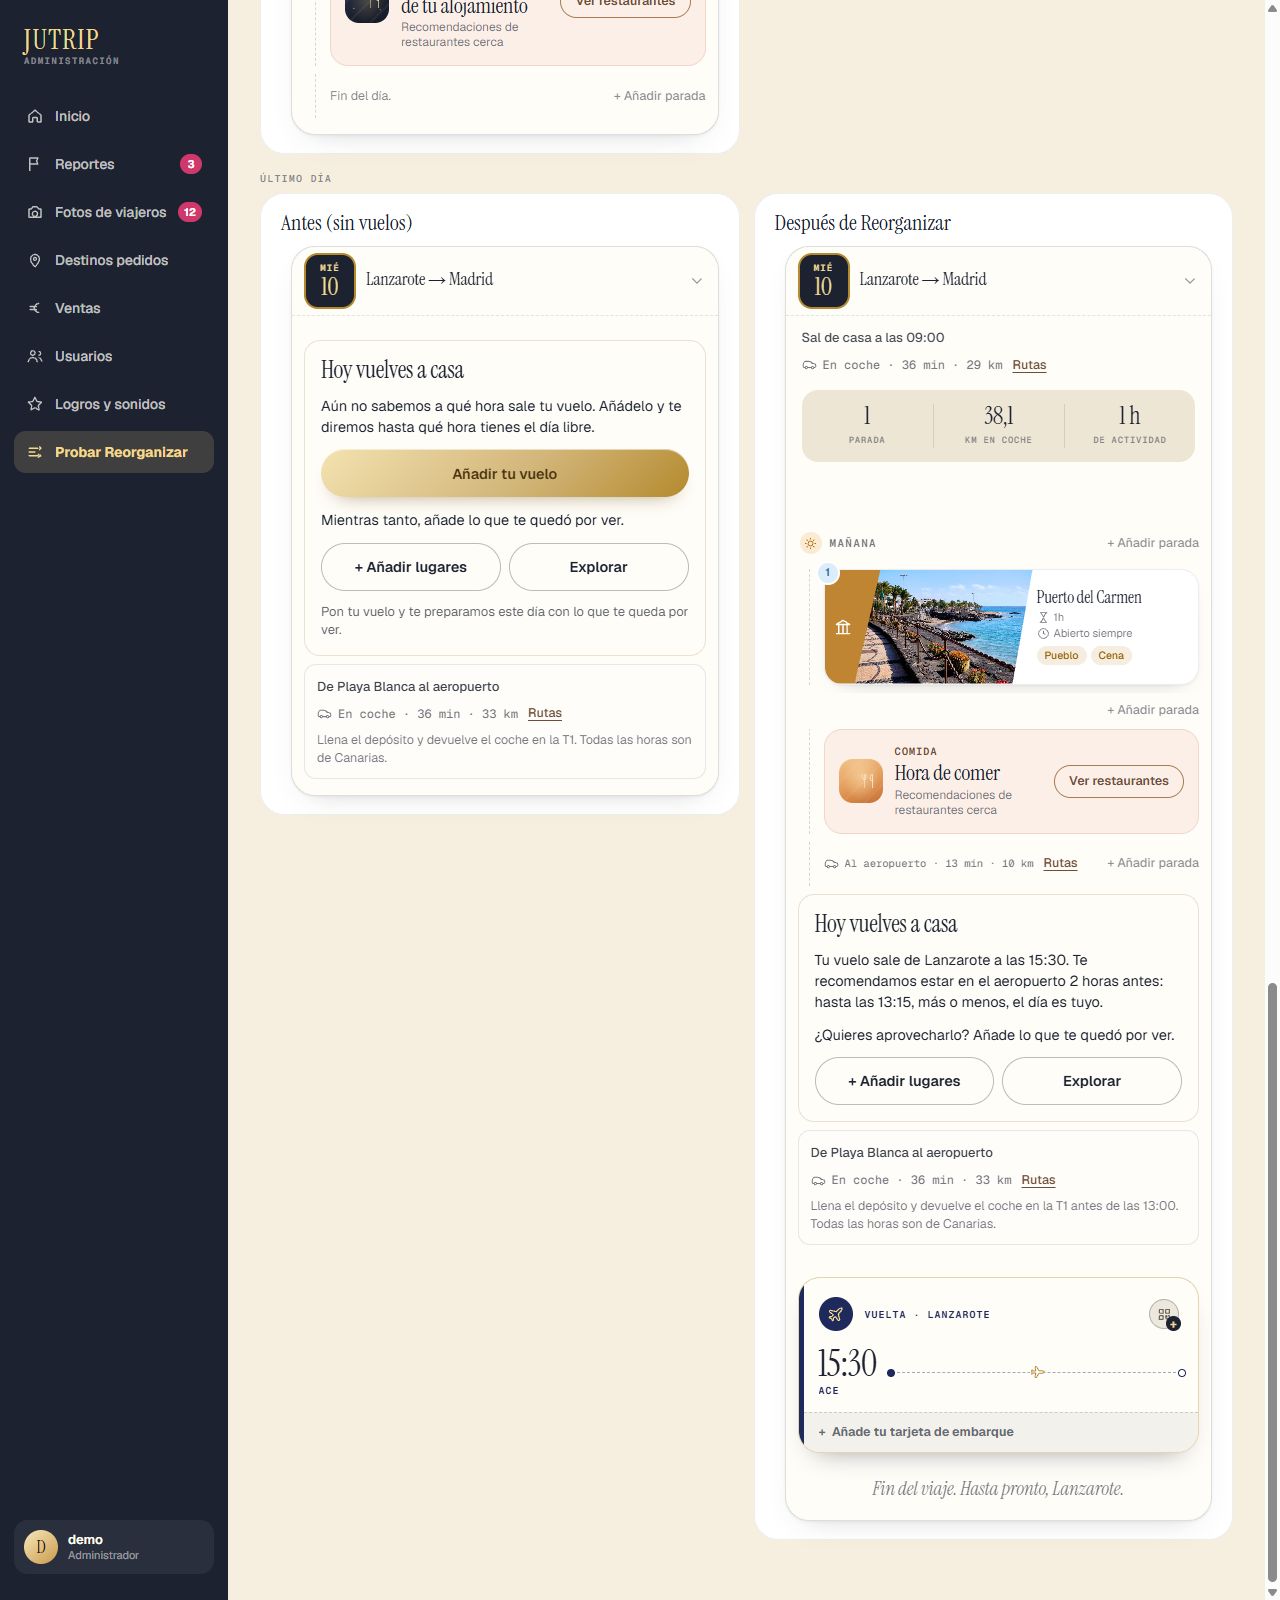 JUTRIP
ADMINISTRACIÓN
Inicio
Reportes
3
Fotos de viajeros
12
Destinos pedidos
Ventas
Usuarios
Logros y sonidos
Probar Reorganizar
D
demo
Administrador
de tu alojamiento
Ver restaurantes
Recomendaciones de
restaurantes cerca
Fin del día.
+ Añadir parada
ÚLTIMO DÍA
Antes (sin vuelos)
MIÉ
10
Lanzarote → Madrid
Hoy vuelves a casa
Aún no sabemos a qué hora sale tu vuelo. Añádelo y te
diremos hasta qué hora tienes el día libre.
Añadir tu vuelo
Mientras tanto, añade lo que te quedó por ver.
+ Añadir lugares
Explorar
Pon tu vuelo y te preparamos este día con lo que te queda por
ver.
De Playa Blanca al aeropuerto
En coche · 36 min · 33 km Rutas
Llena el depósito y devuelve el coche en la T1. Todas las horas son
de Canarias.
Después de Reorganizar
MIÉ
10
Lanzarote → Madrid
Sal de casa a las 09:00
En coche · 36 min · 29 km Rutas
1
PARADA
38,1
KM EN COCHE
1 h
DE ACTIVIDAD
MAÑANA
+ Añadir parada
1
Puerto del Carmen
1h
Abierto siempre
Pueblo
Cena
+ Añadir parada
COMIDA
Hora de comer
Recomendaciones de
restaurantes cerca
Ver restaurantes
Al aeropuerto · 13 min · 10 km Rutas
+ Añadir parada
Hoy vuelves a casa
Tu vuelo sale de Lanzarote a las 15:30. Te
recomendamos estar en el aeropuerto 2 horas antes:
hasta las 13:15, más o menos, el día es tuyo.
¿Quieres aprovecharlo? Añade lo que te quedó por ver.
+ Añadir lugares
Explorar
De Playa Blanca al aeropuerto
En coche · 36 min · 33 km Rutas
Llena el depósito y devuelve el coche en la T1 antes de las 13:00.
Todas las horas son de Canarias.
VUELTA · LANZAROTE
15:30
ACE
+ Añade tu tarjeta de embarque
Fin del viaje. Hasta pronto, Lanzarote.